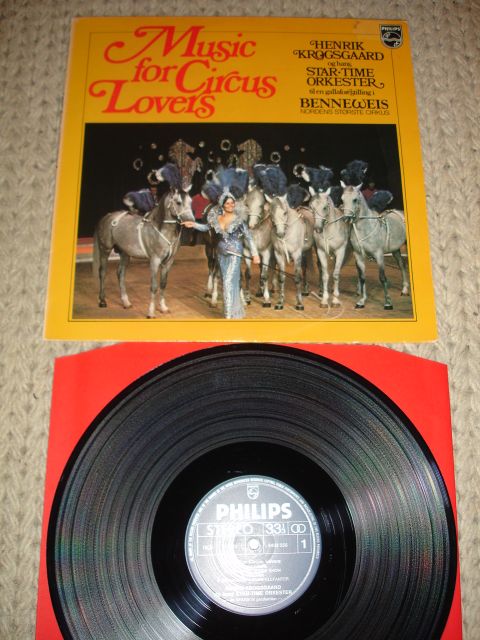 Music
for Circus
Lovers
PHILIPS
HENRIK
KROGSGAARD
og hans
STAR·TIME
ORKESTER
til en gallaforestilling i
BENNEWEIS
NORDENS STØRSTE CIRKUS
PHILIPS
STEREO 33⅓
1
KROGSGAARD
STAR-TIME ORKESTER